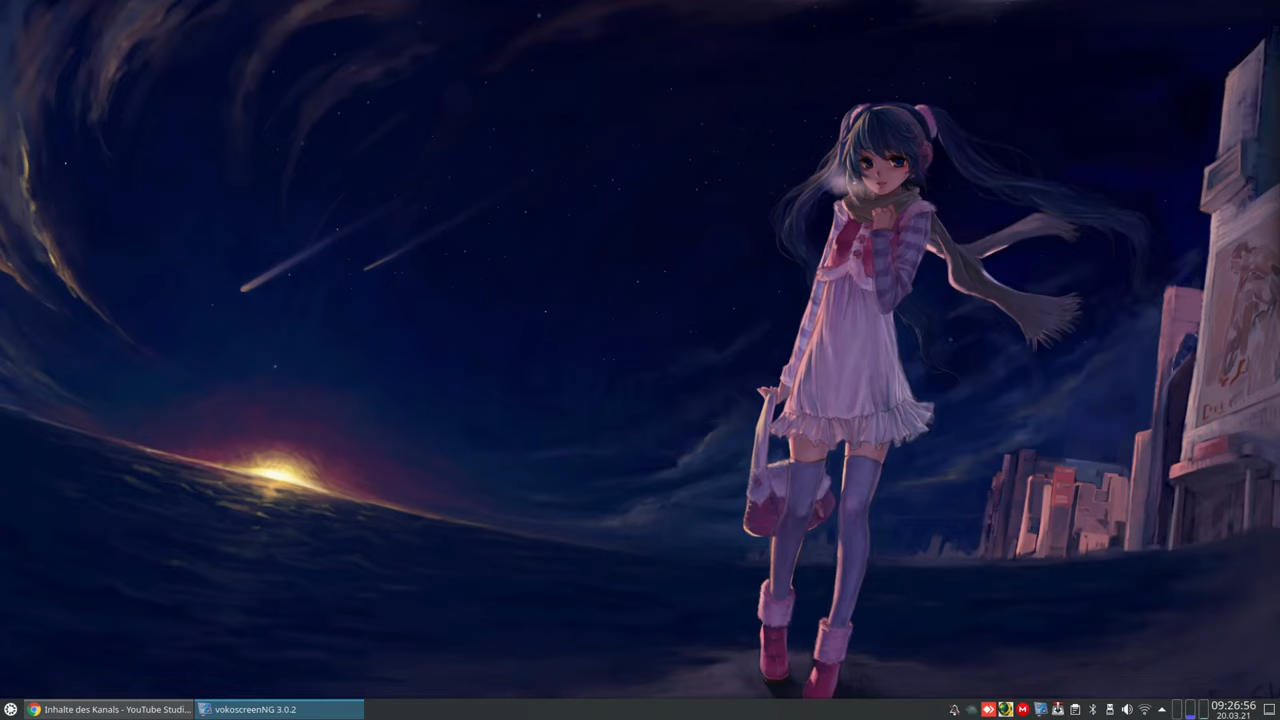 Inhalte des Kanals - YouTube Studi...
vokoscreenNG 3.0.2
09:26:56
20.03.21